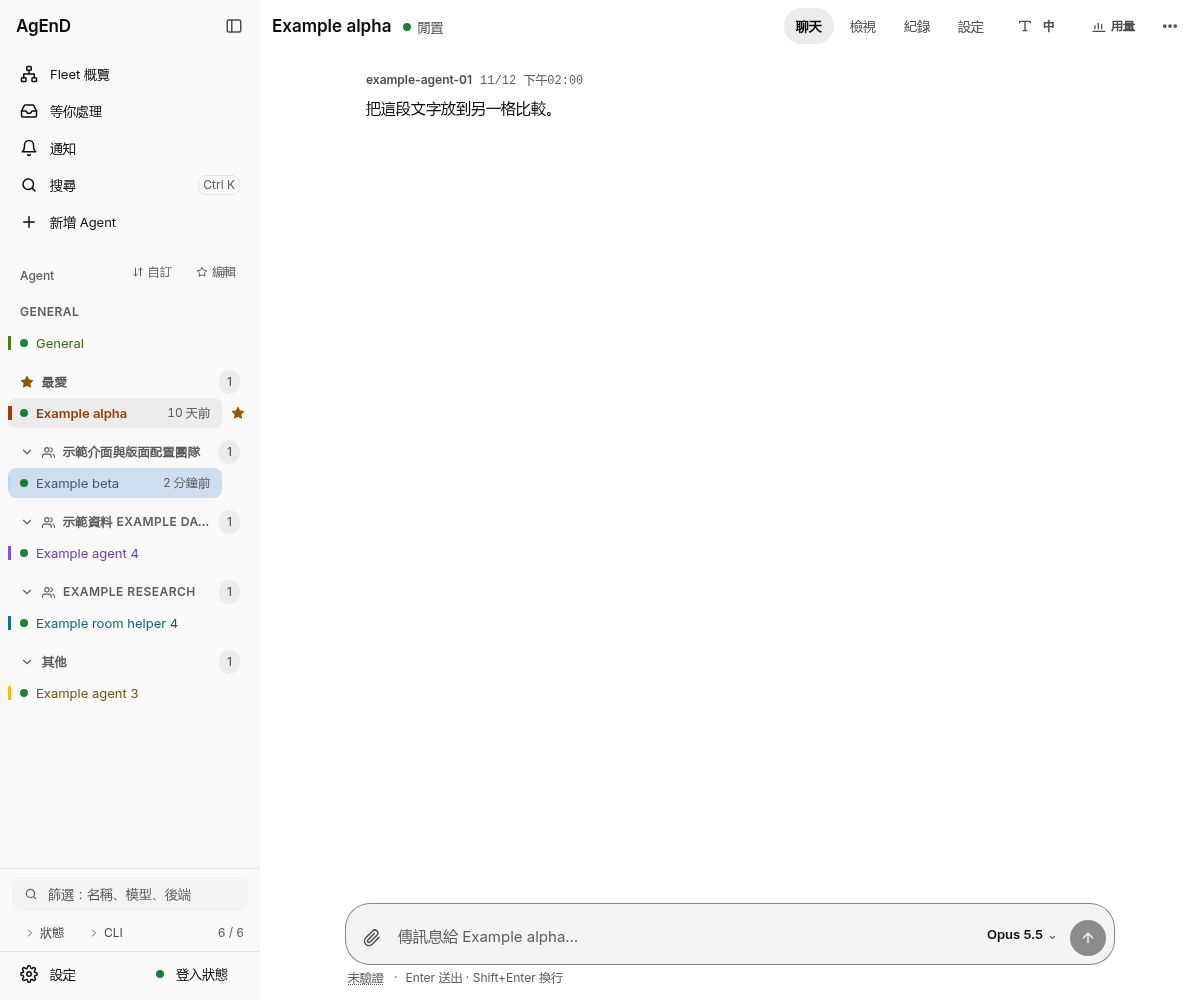 AgEnD
Fleet 概覽
等你處理
通知
搜尋 Ctrl K
新增 Agent
Agent 自訂 編輯
GENERAL
General
最愛 1
Example alpha 10 天前
示範介面與版面配置團隊 1
Example beta 2 分鐘前
示範資料 EXAMPLE DA... 1
Example agent 4
EXAMPLE RESEARCH 1
Example room helper 4
其他 1
Example agent 3
篩選：名稱、模型、後端
狀態 CLI 6 / 6
設定 登入狀態
Example alpha 閒置 聊天 檢視 紀錄 設定 中 用量
example-agent-01 11/12 下午02:00
把這段文字放到另一格比較。
傳訊息給 Example alpha... Opus 5.5
未驗證 · Enter 送出 · Shift+Enter 換行